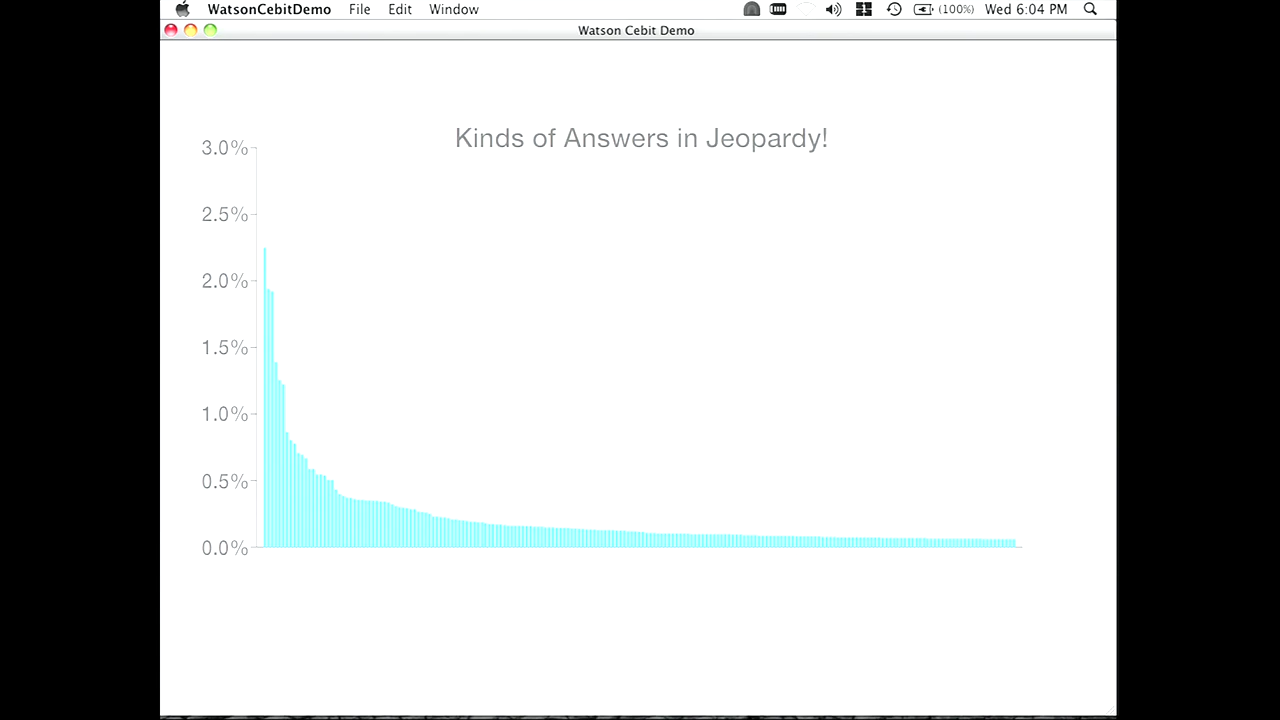 WatsonCebitDemo File Edit Window (100%) Wed 6:04 PM
Watson Cebit Demo
Kinds of Answers in Jeopardy!
3.0%
2.5%
2.0%
1.5%
1.0%
0.5%
0.0%